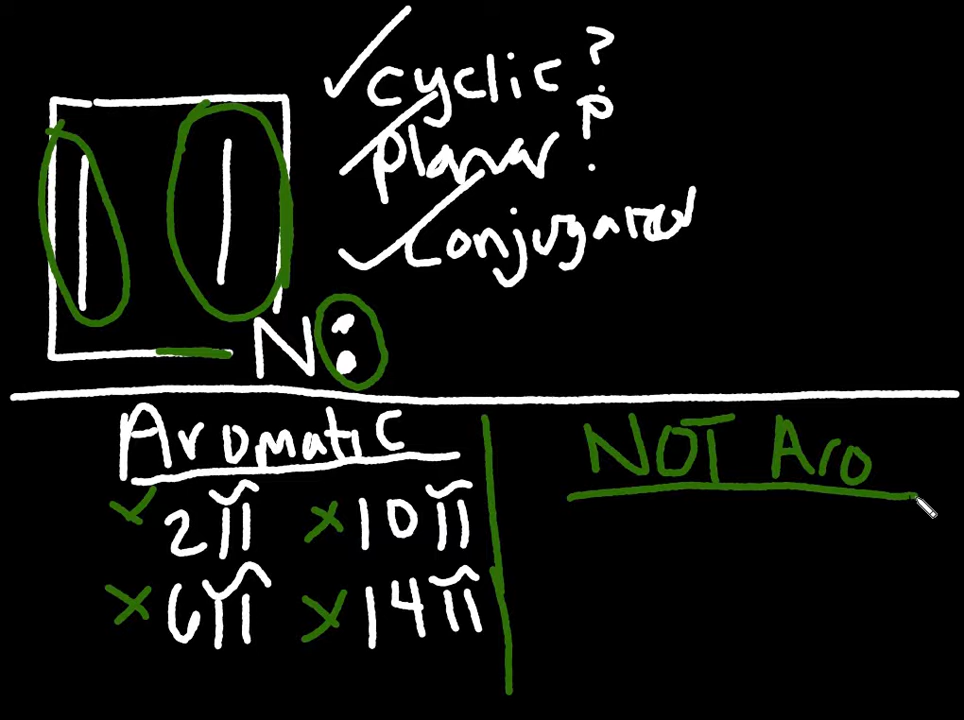 cyclic?
planar?
conjugated
N:
Aromatic
2π 10π
6π 14π
NOT Aro